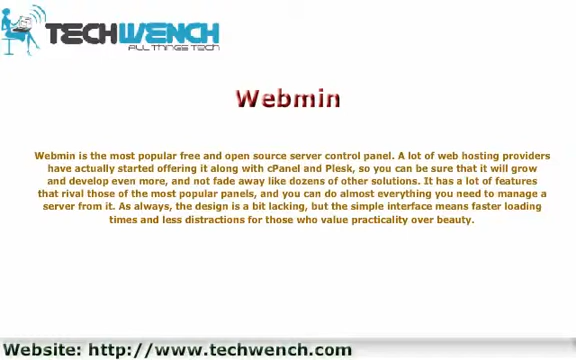 TECHWENCH
ALL THINGS TECH
Webmin
Webmin is the most popular free and open source server control panel. A lot of web hosting providers
have actually started offering it along with cPanel and Plesk, so you can be sure that it will grow
and develop even more, and not fade away like dozens of other solutions. It has a lot of features
that rival those of the most popular panels, and you can do almost everything you need to manage a
server from it. As always, the design is a bit lacking, but the simple interface means faster loading
times and less distractions for those who value practicality over beauty.
Website: http://www.techwench.com